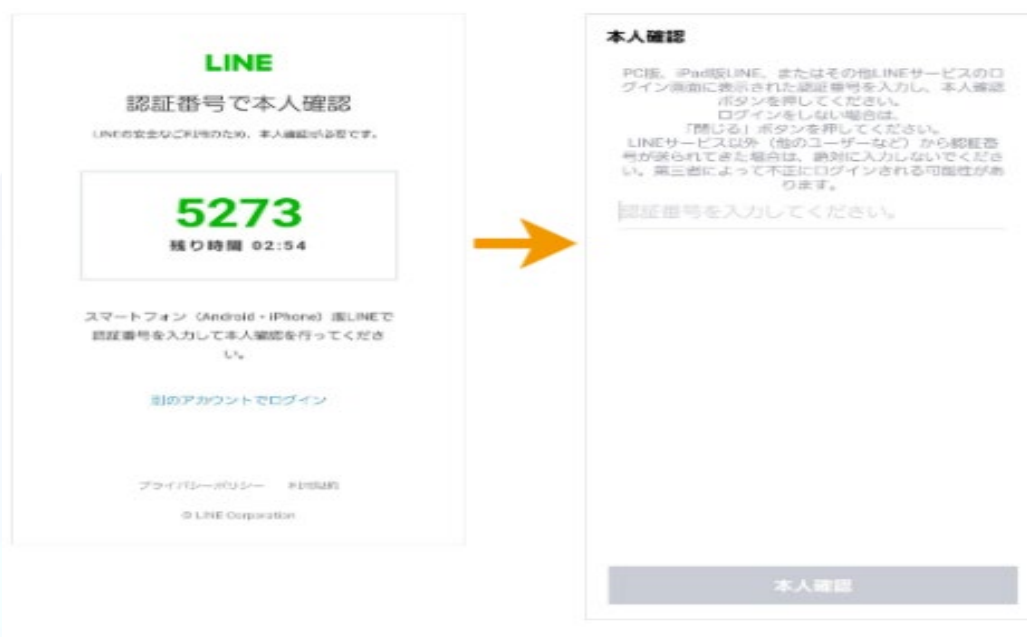 LINE
認証番号で本人確認
LINEの安全なご利用のため、本人確認が必要です。
5273
残り時間 02:54
スマートフォン（Android・iPhone）版LINEで
認証番号を入力して本人確認を行ってくださ
い。
別のアカウントでログイン
プライバシーポリシー 利用規約
© LINE Corporation
本人確認
PC版、iPad版LINE、またはその他LINEサービスのロ
グイン画面に表示された認証番号を入力し、本人確認
ボタンを押してください。
ログインをしない場合は、
「閉じる」ボタンを押してください。
LINEサービス以外（他のユーザーなど）から認証番
号が送られてきた場合は、絶対に入力しないでくださ
い。第三者によって不正にログインされる可能性があ
ります。
認証番号を入力してください。
本人確認